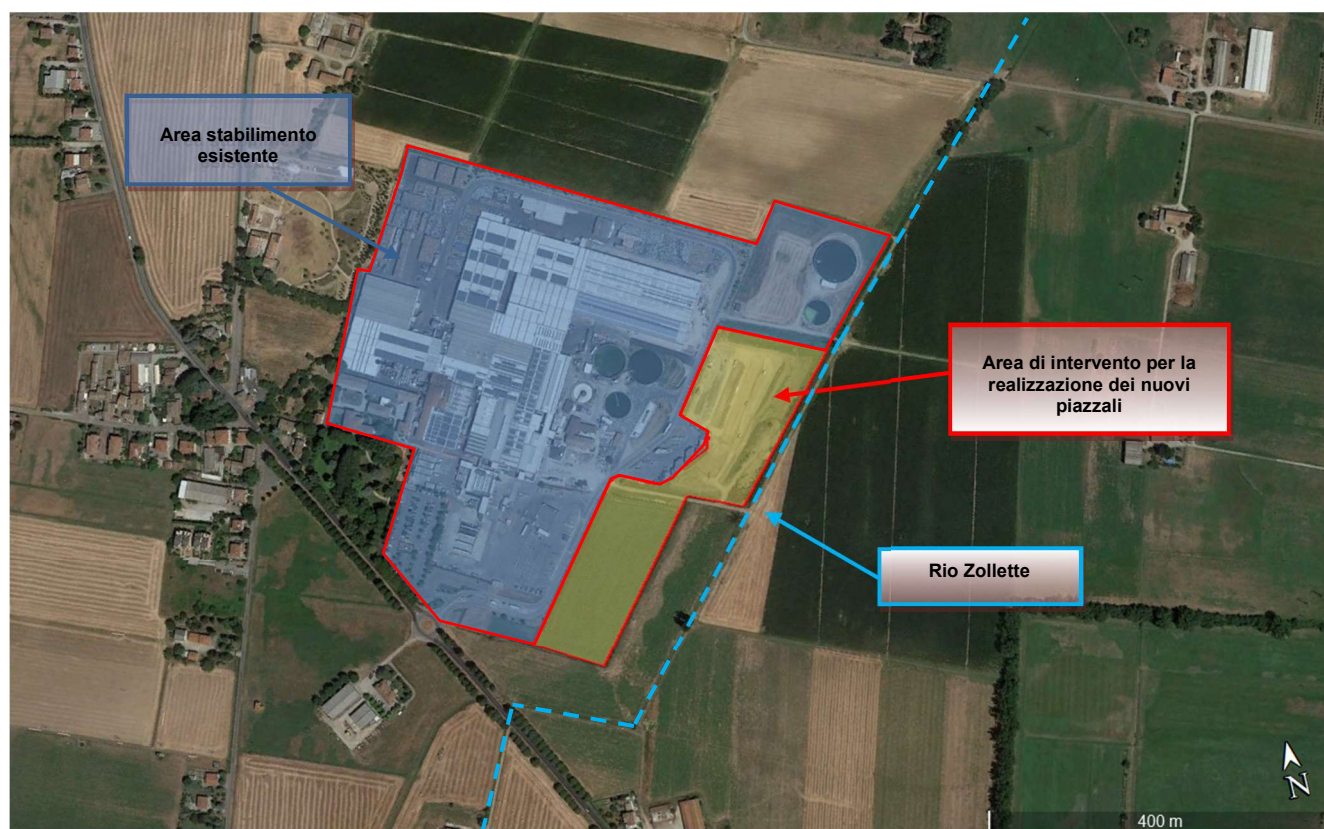 Area stabilimento
esistente
Area di intervento per la
realizzazione dei nuovi
piazzali
Rio Zollette
N
400 m